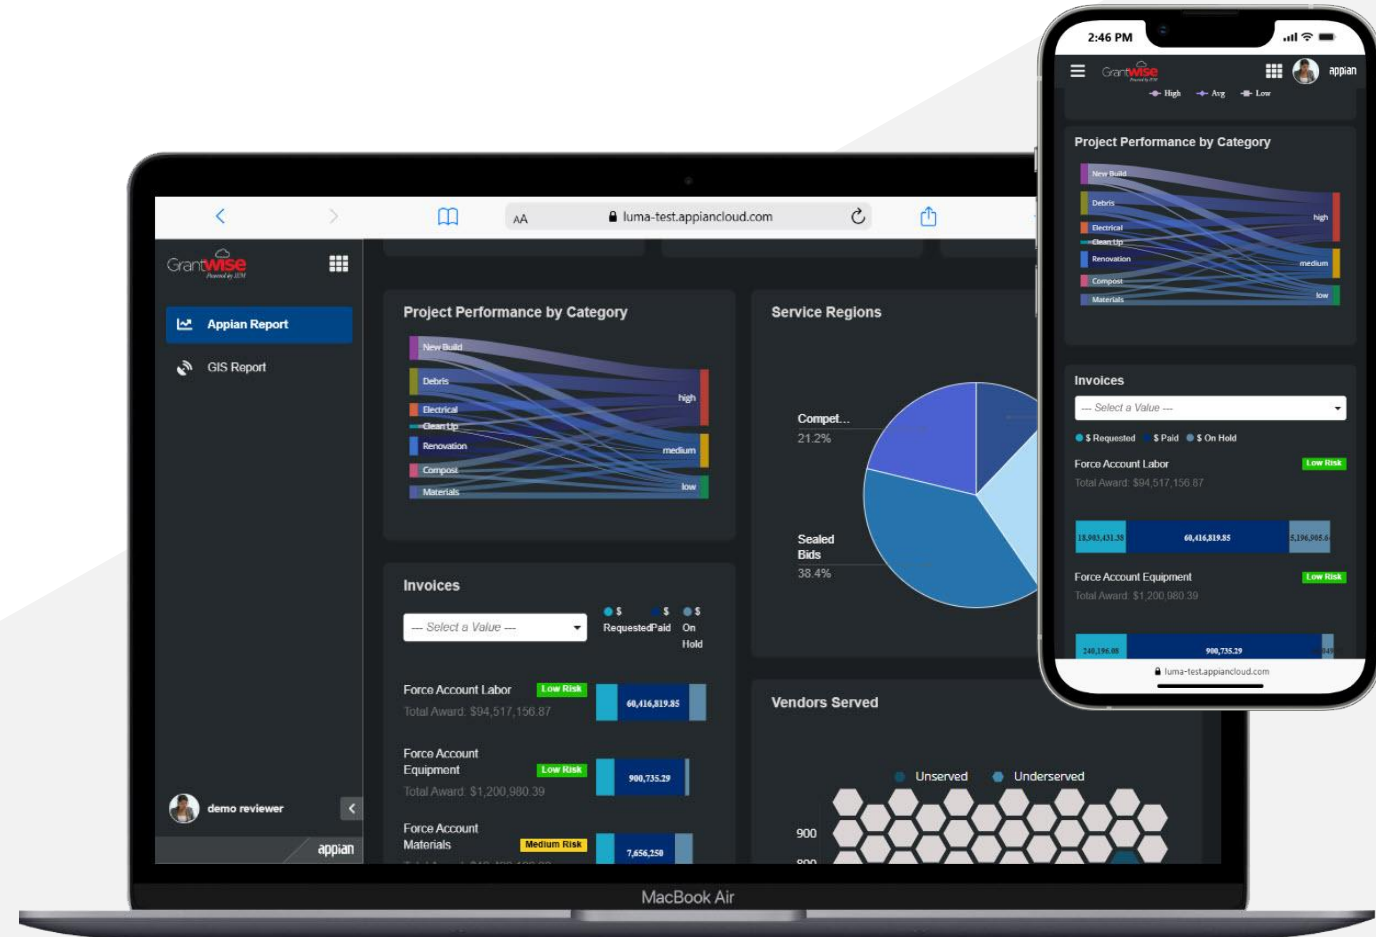 luma-test.appiancloud.com
AA
GrantWise
Powered by IEM
Appian Report
GIS Report
demo reviewer
appian
Project Performance by Category
New Build
Debris
Electrical
Clean Up
Renovation
Compost
Materials
high
medium
low
Service Regions
Compet...
21.2%
Sealed
Bids
38.4%
Invoices
--- Select a Value ---
$
Requested
$
Paid
$
On
Hold
Force Account Labor
Low Risk
Total Award: $94,517,156.87
60,416,819.85
Force Account
Equipment
Low Risk
Total Award: $1,200,980.39
900,735.29
Force Account
Materials
Medium Risk
7,656,250
Vendors Served
Unserved
Underserved
900
800
MacBook Air
2:46 PM
GrantWise
Powered by IEM
appian
High
Avg
Low
Project Performance by Category
New Build
Debris
Electrical
Clean Up
Renovation
Compost
Materials
high
medium
low
Invoices
--- Select a Value ---
$ Requested
$ Paid
$ On Hold
Force Account Labor
Low Risk
Total Award: $94,517,156.87
18,903,431.38
60,416,819.85
Force Account Equipment
Low Risk
Total Award: $1,200,980.39
240,196.08
900,735.29
luma-test.appiancloud.com